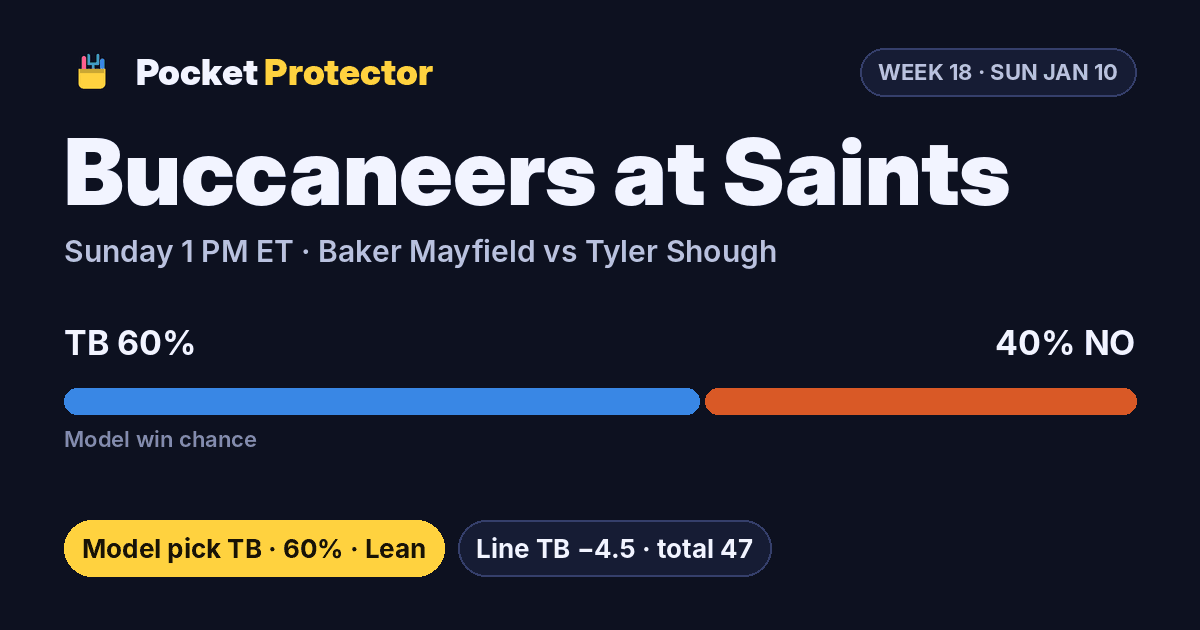 Pocket Protector
WEEK 18 · SUN JAN 10
Buccaneers at Saints
Sunday 1 PM ET · Baker Mayfield vs Tyler Shough
TB 60%
40% NO
Model win chance
Model pick TB · 60% · Lean
Line TB −4.5 · total 47